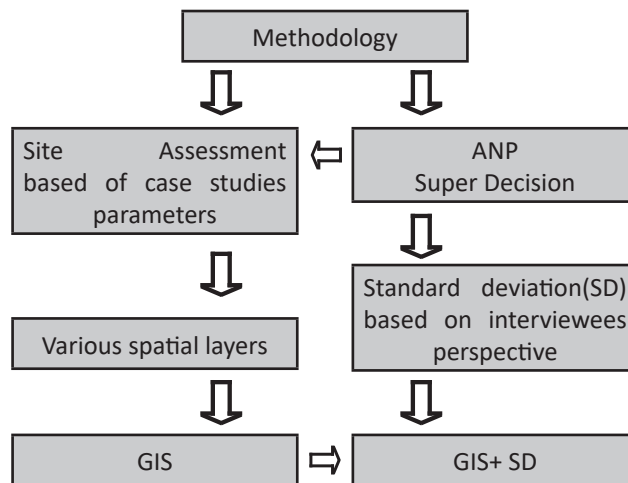 Methodology
Site Assessment
based of case studies
parameters
ANP
Super Decision
Standard deviation(SD)
based on interviewees
perspective
Various spatial layers
GIS
GIS+ SD